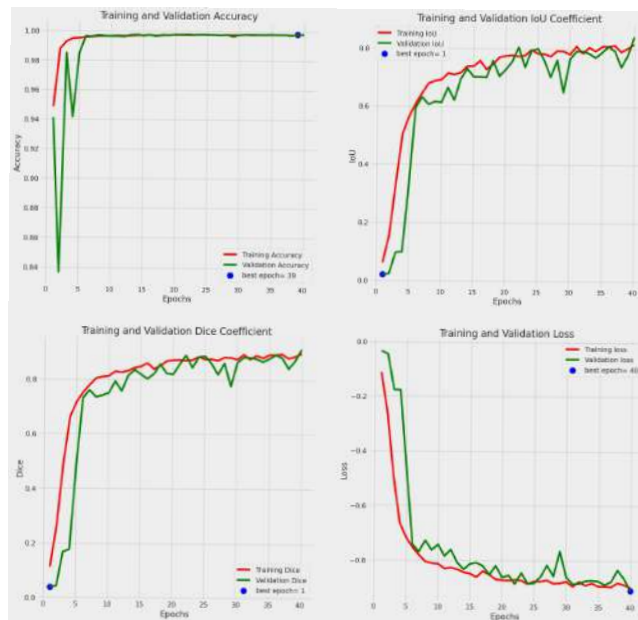 Training and Validation Accuracy
1.00
0.98
0.96
0.94
0.92
0.90
0.88
0.86
0.84
Accuracy
Training Accuracy
Validation Accuracy
best epoch= 39
0 5 10 15 20 25 30 35 40
Epochs
Training and Validation IoU Coefficient
Training IoU
Validation IoU
best epoch= 1
0.8
0.6
0.4
0.2
0.0
IoU
0 5 10 15 20 25 30 35 40
Epochs
Training and Validation Dice Coefficient
0.8
0.6
0.4
0.2
0.0
Dice
Training Dice
Validation Dice
best epoch= 1
0 5 10 15 20 25 30 35 40
Epochs
Training and Validation Loss
Training loss
Validation loss
best epoch= 40
0.0
−0.2
−0.4
−0.6
−0.8
Loss
0 5 10 15 20 25 30 35 40
Epochs